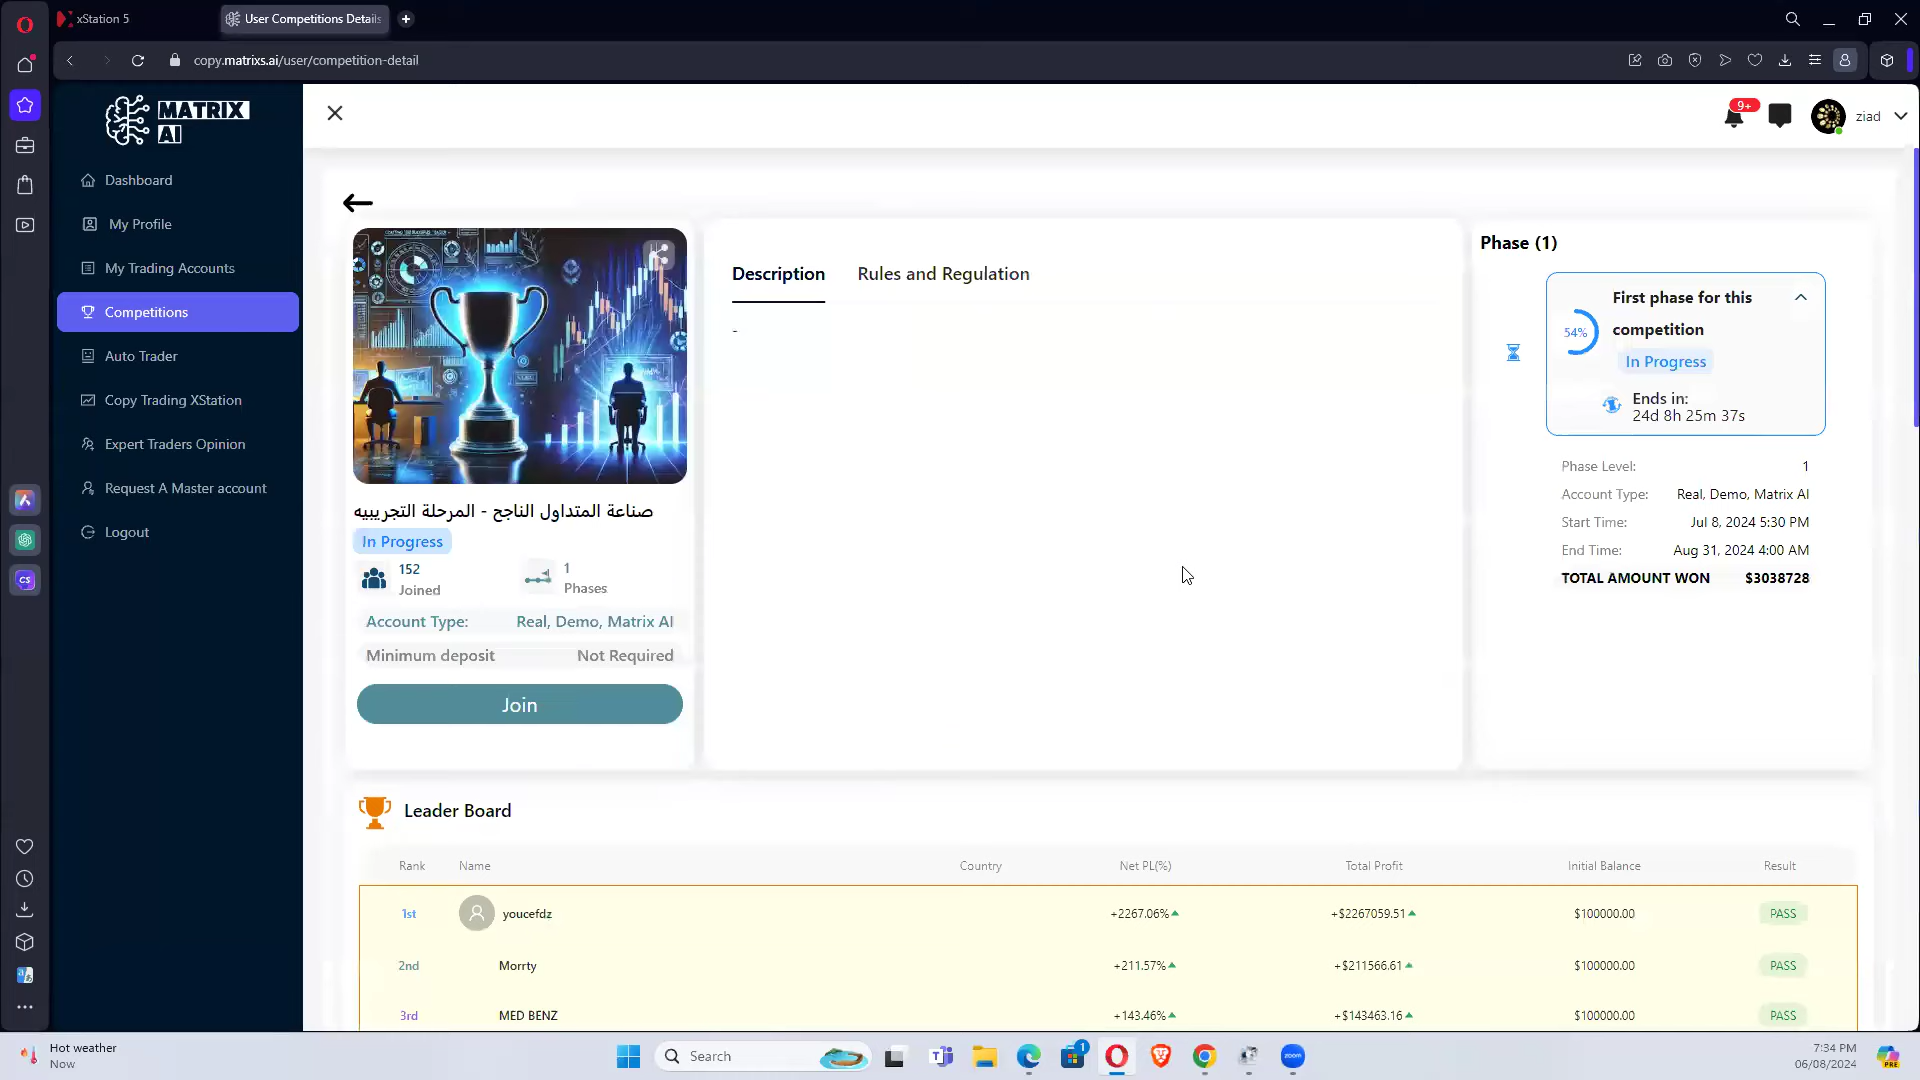 xStation 5
User Competitions Details
copy.matrixs.ai/user/competition-detail
MATRIX
AI
9+
ziad
Dashboard
My Profile
My Trading Accounts
Competitions
Auto Trader
Copy Trading XStation
Expert Traders Opinion
Request A Master account
Logout
صناعة المتداول الناجح - المرحلة التجريبيه
In Progress
152
Joined
1
Phases
Account Type: Real, Demo, Matrix AI
Minimum deposit Not Required
Join
Description Rules and Regulation
-
Phase (1)
First phase for this
competition
54%
In Progress
Ends in:
24d 8h 25m 37s
Phase Level: 1
Account Type: Real, Demo, Matrix AI
Start Time: Jul 8, 2024 5:30 PM
End Time: Aug 31, 2024 4:00 AM
TOTAL AMOUNT WON $3038728
Leader Board
Rank Name Country Net PL(%) Total Profit Initial Balance Result
1st youcefdz +2267.06% +$2267059.51 $100000.00 PASS
2nd Morrty +211.57% +$211566.61 $100000.00 PASS
3rd MED BENZ +143.46% +$143463.16 $100000.00 PASS
CS
Hot weather
Now
Search
1
zoom
7:34 PM
06/08/2024
PRE